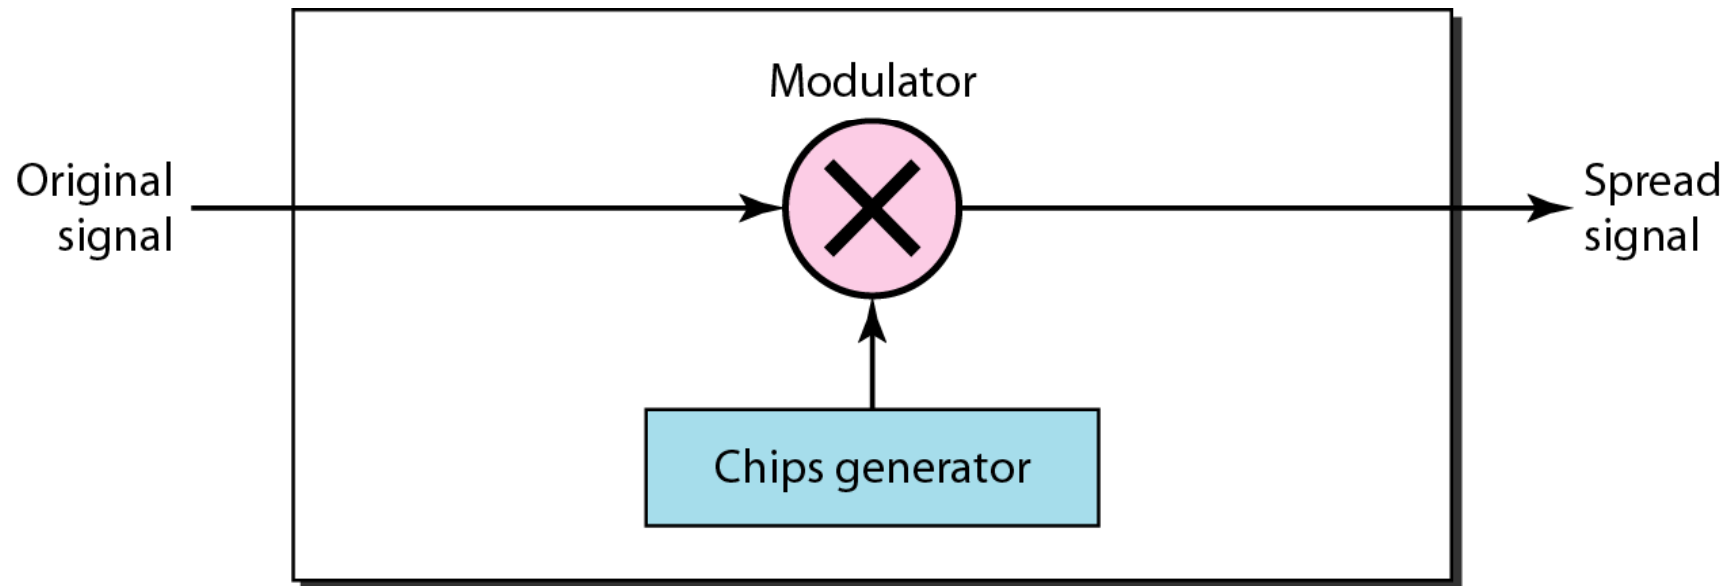 Modulator
Original
signal
Spread
signal
Chips generator